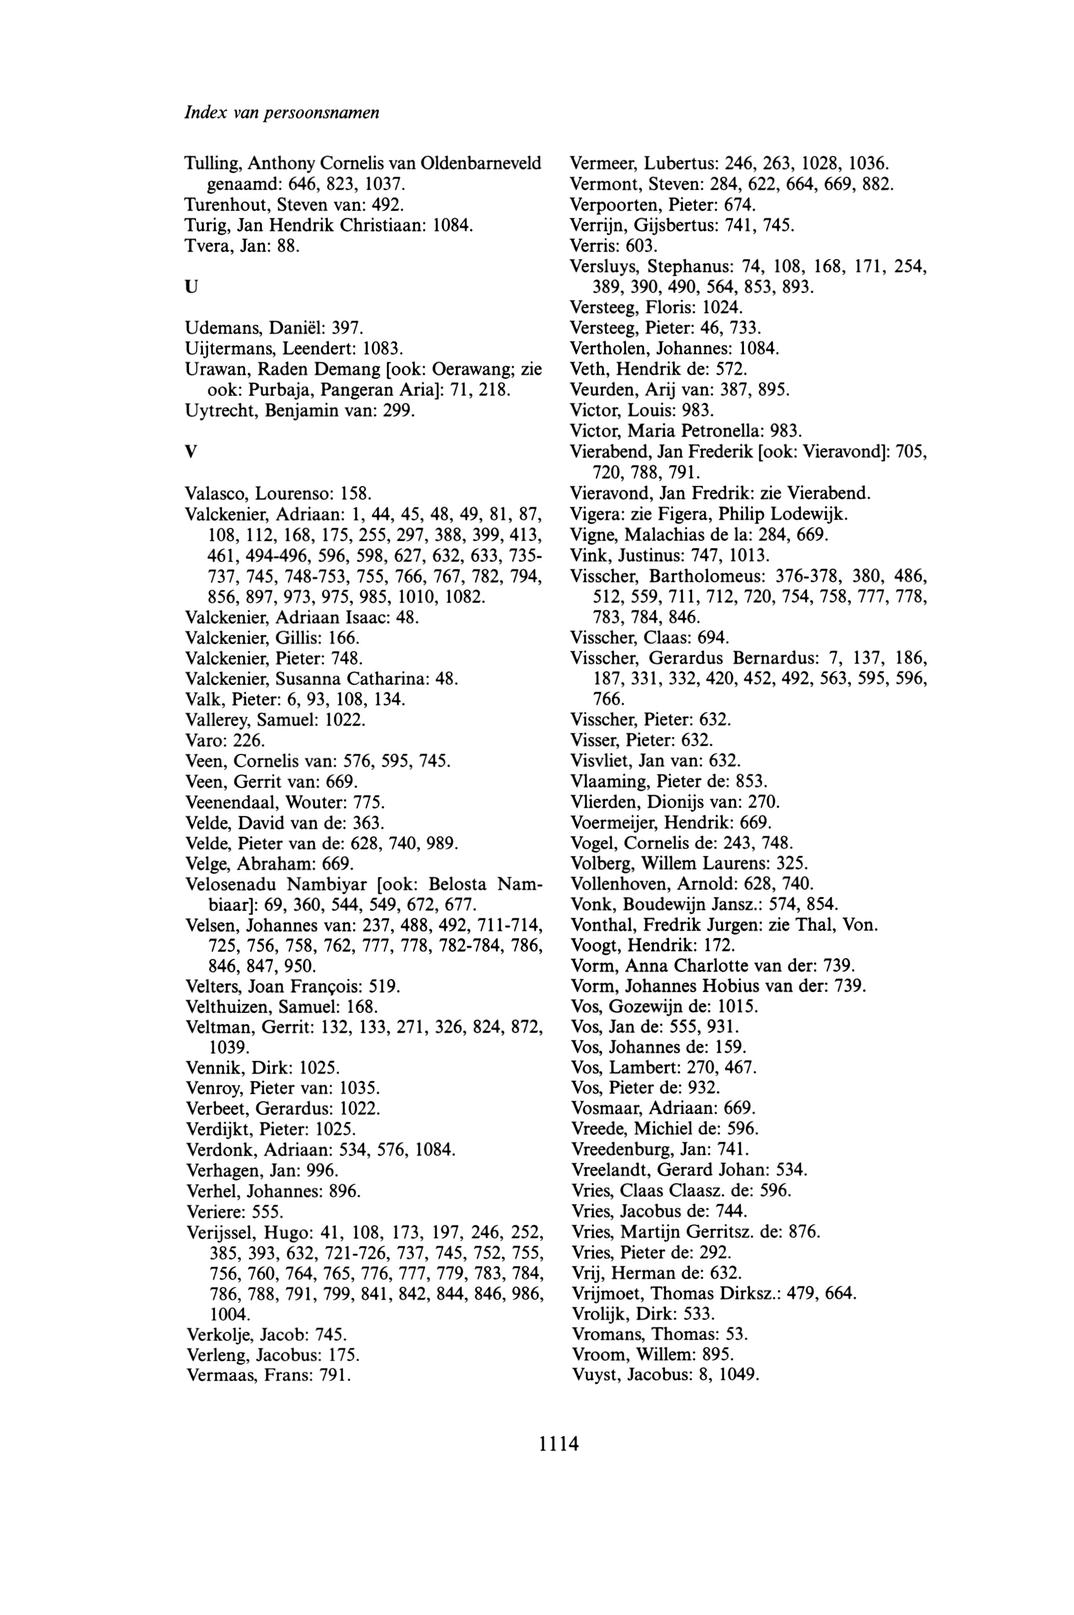 Index van persoonsnamen
Tulling, Anthony Cornelis van Oldenbarneveld
genaamd: 646, 823, 1037.
Turenhout, Steven van: 492.
Turig, Jan Hendrik Christiaan: 1084.
Tvera, Jan: 88.
U
Udemans, Daniël: 397.
Uijtermans, Leendert: 1083.
Urawan, Raden Demang [ook: Oerawang; zie
ook: Purbaja, Pangeran Aria]: 71, 218.
Uytrecht, Benjamin van: 299.
V
Valasco, Lourenso: 158.
Valckenier, Adriaan: 1, 44, 45, 48, 49, 81, 87,
108, 112, 168, 175, 255, 297, 388, 399, 413,
461, 494-496, 596, 598, 627, 632, 633, 735-
737, 745, 748-753, 755, 766, 767, 782, 794,
856, 897, 973, 975, 985, 1010, 1082.
Valckenier, Adriaan Isaac: 48.
Valckenier, Gillis: 166.
Valckenier, Pieter: 748.
Valckenier, Susanna Catharina: 48.
Valk, Pieter: 6, 93, 108, 134.
Vallerey, Samuel: 1022.
Varo: 226.
Veen, Cornelis van: 576, 595, 745.
Veen, Gerrit van: 669.
Veenendaal, Wouter: 775.
Velde, David van de: 363.
Velde, Pieter van de: 628, 740, 989.
Velge, Abraham: 669.
Velosenadu Nambiyar [ook: Belosta Nam-
biaar]: 69, 360, 544, 549, 672, 677.
Velsen, Johannes van: 237, 488, 492, 711-714,
725, 756, 758, 762, 777, 778, 782-784, 786,
846, 847, 950.
Velters, Joan François: 519.
Velthuizen, Samuel: 168.
Veltman, Gerrit: 132, 133, 271, 326, 824, 872,
1039.
Vennik, Dirk: 1025.
Venroy, Pieter van: 1035.
Verbeet, Gerardus: 1022.
Verdijkt, Pieter: 1025.
Verdonk, Adriaan: 534, 576, 1084.
Verhagen, Jan: 996.
Verhel, Johannes: 896.
Veriere: 555.
Verijssel, Hugo: 41, 108, 173, 197, 246, 252,
385, 393, 632, 721-726, 737, 745, 752, 755,
756, 760, 764, 765, 776, 777, 779, 783, 784,
786, 788, 791, 799, 841, 842, 844, 846, 986,
1004.
Verkolje, Jacob: 745.
Verleng, Jacobus: 175.
Vermaas, Frans: 791.
Vermeer, Lubertus: 246, 263, 1028, 1036.
Vermont, Steven: 284, 622, 664, 669, 882.
Verpoorten, Pieter: 674.
Verrijn, Gijsbertus: 741, 745.
Verris: 603.
Versluys, Stephanus: 74, 108, 168, 171, 254,
389, 390, 490, 564, 853, 893.
Versteeg, Floris: 1024.
Versteeg, Pieter: 46, 733.
Vertholen, Johannes: 1084.
Veth, Hendrik de: 572.
Veurden, Arij van: 387, 895.
Victor, Louis: 983.
Victor, Maria Petronella: 983.
Vierabend, Jan Frederik [ook: Vieravond]: 705,
720, 788, 791.
Vieravond, Jan Fredrik: zie Vierabend.
Vigera: zie Figera, Philip Lodewijk.
Vigne, Malachias de la: 284, 669.
Vink, Justinus: 747, 1013.
Visscher, Bartholomeus: 376-378, 380, 486,
512, 559, 711, 712, 720, 754, 758, 777, 778,
783, 784, 846.
Visscher, Claas: 694.
Visscher, Gerardus Bernardus: 7, 137, 186,
187, 331, 332, 420, 452, 492, 563, 595, 596,
766.
Visscher, Pieter: 632.
Visser, Pieter: 632.
Visvliet, Jan van: 632.
Vlaaming, Pieter de: 853.
Vlierden, Dionijs van: 270.
Voermeijer, Hendrik: 669.
Vogel, Cornelis de: 243, 748.
Volberg, Willem Laurens: 325.
Vollenhoven, Arnold: 628, 740.
Vonk, Boudewijn Jansz.: 574, 854.
Vonthal, Fredrik Jurgen: zie Thal, Von.
Voogt, Hendrik: 172.
Vorm, Anna Charlotte van der: 739.
Vorm, Johannes Hobius van der: 739.
Vos, Gozewijn de: 1015.
Vos, Jan de: 555, 931.
Vos, Johannes de: 159.
Vos, Lambert: 270, 467.
Vos, Pieter de: 932.
Vosmaar, Adriaan: 669.
Vreede, Michiel de: 596.
Vreedenburg, Jan: 741.
Vreelandt, Gerard Johan: 534.
Vries, Claas Claasz. de: 596.
Vries, Jacobus de: 744.
Vries, Martijn Gerritsz. de: 876.
Vries, Pieter de: 292.
Vrij, Herman de: 632.
Vrijmoet, Thomas Dirksz.: 479, 664.
Vrolijk, Dirk: 533.
Vromans, Thomas: 53.
Vroom, Willem: 895.
Vuyst, Jacobus: 8, 1049.
1114